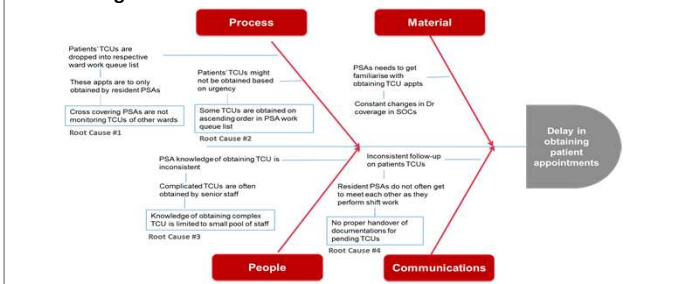 Process
Material
Patients' TCUs are
dropped into respective
ward work queue list
These appts are to only
obtained by resident PSAs
Cross covering PSAs are not
monitoring TCUs of other wards
Root Cause #1
Patients' TCUs might
not be obtained based on
urgency
Some TCUs are obtained on
ascending order in PSA work
queue list
Root Cause #2
PSAs needs to get
familiarise with
obtaining TCU appts
Constant changes in Dr
coverage in SOCs
Delay in
obtaining
patient
appointments
PSA knowledge of obtaining TCU is
inconsistent
Complicated TCUs are often
obtained by senior staff
Knowledge of obtaining complex
TCU is limited to small pool of staff
Root Cause #3
Inconsistent follow-up
on patients TCUs
Resident PSAs do not often get
to meet each other as they
perform shift work
No proper handover of
documentations for
pending TCUs
Root Cause #4
People
Communications